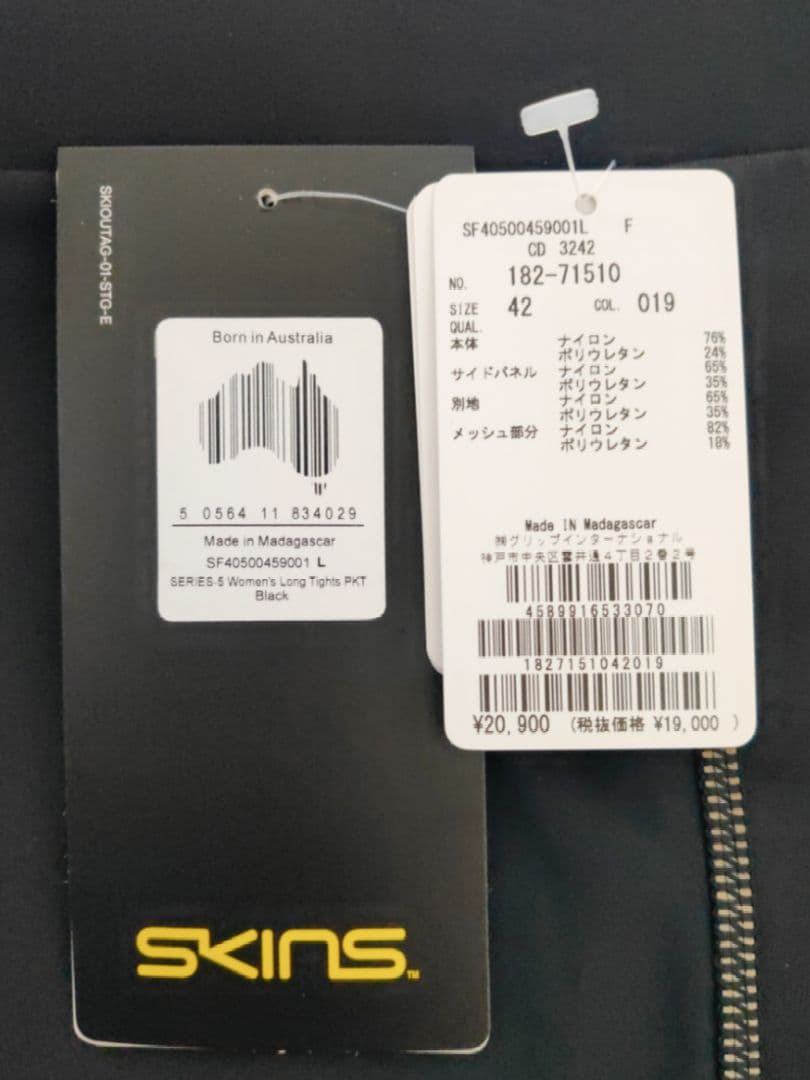 SKIOUTAG-01-STG-E
Born in Australia
5 0564 11 834029
Made in Madagascar
SF40500459001 L
SERIES-5 Women's Long Tights PKT
Black
SKINS™
SF40500459001L F
CD 3242
NO. 182-71510
SIZE 42 COL. 019
QUAL.
本体 ナイロン 76%
ポリウレタン 24%
サイドパネル ナイロン 65%
ポリウレタン 35%
別地 ナイロン 65%
ポリウレタン 35%
メッシュ部分 ナイロン 82%
ポリウレタン 18%
Made IN Madagascar
㈱グリップインターナショナル
神戸市中央区雲井通4丁目2番2号
4589916533070
1827151042019
¥20,900 (税抜価格 ¥19,000 )